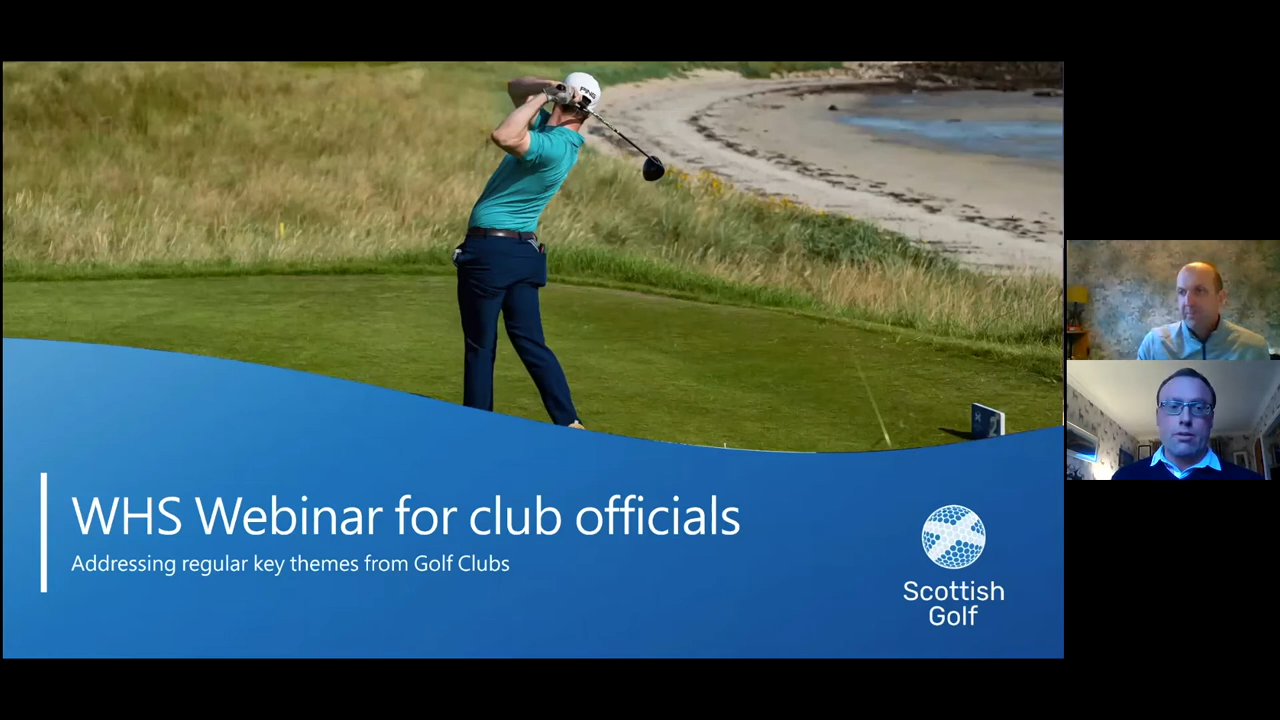 PING
WHS Webinar for club officials
Addressing regular key themes from Golf Clubs
Scottish
Golf